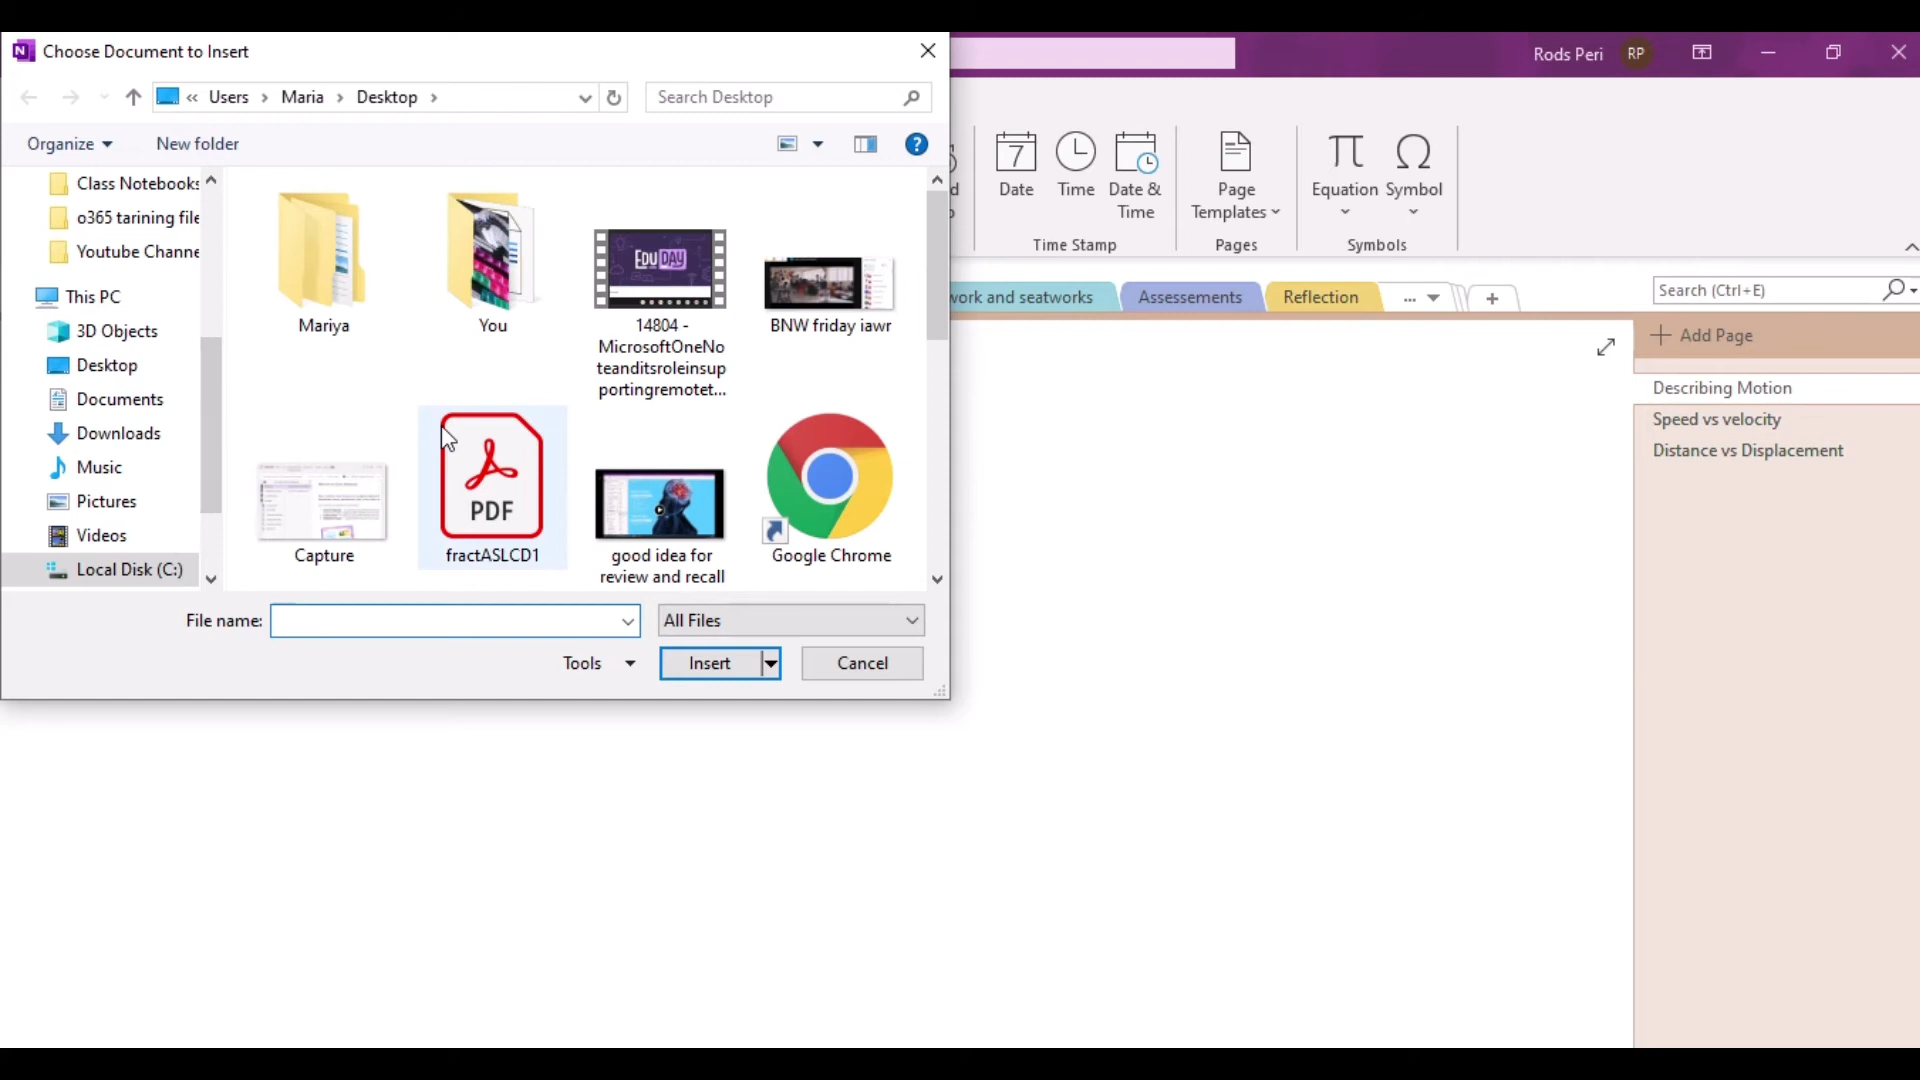 Choose Document to Insert
Rods Peri RP
« Users › Maria › Desktop ›
Search Desktop
Organize
New folder
Class Notebooks
o365 tarining file
Youtube Channe
This PC
3D Objects
Desktop
Documents
Downloads
Music
Pictures
Videos
Local Disk (C:)
Mariya
You
EDUDAY
14804 -
MicrosoftOneNo
teanditsroleinsup
portingremotet...
BNW friday iawr
Capture
PDF
fractASLCD1
good idea for
review and recall
Google Chrome
File name:
All Files
Tools
Insert
Cancel
7
Date
Time
Date &
Time
Time Stamp
Page
Templates
Pages
Equation
Symbol
Symbols
work and seatworks
Assessements
Reflection
...
Search (Ctrl+E)
Add Page
Describing Motion
Speed vs velocity
Distance vs Displacement